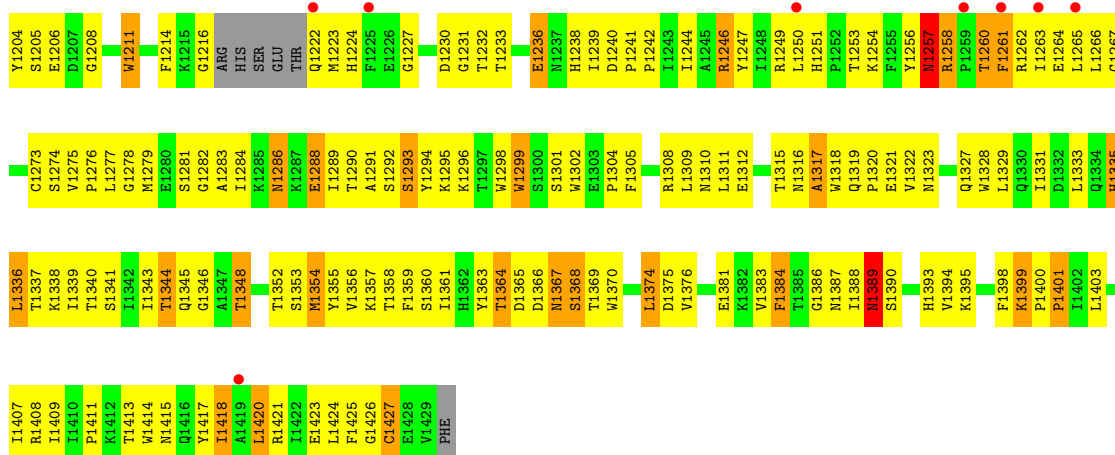 Y1204 S1205 E1206 D1207 G1208 W1211 F1214 K1215 G1216 ARG HIS SER GLU THR Q1222 M1223 H1224 F1225 E1226 G1227 D1230 G1231 T1232 T1233 E1236 N1237 H1238 I1239 D1240 P1241 P1242 I1243 I1244 A1245 R1246 Y1247 I1248 R1249 L1250 H1251 P1252 T1253 K1254 F1255 Y1256 N1257 R1258 P1259 T1260 F1261 R1262 I1263 E1264 L1265 L1266 G1267
C1273 S1274 V1275 P1276 L1277 G1278 M1279 E1280 S1281 G1282 A1283 I1284 K1285 N1286 K1287 E1288 I1289 T1290 A1291 S1292 S1293 Y1294 K1295 K1296 T1297 W1298 W1299 S1300 S1301 W1302 E1303 P1304 F1305 R1308 L1309 N1310 L1311 E1312 T1315 N1316 A1317 W1318 Q1319 P1320 E1321 V1322 N1323 Q1327 W1328 L1329 Q1330 I1331 D1332 L1333 Q1334 H1335
L1336 T1337 K1338 I1339 T1340 S1341 I1342 I1343 T1344 Q1345 G1346 A1347 T1348 T1352 S1353 M1354 Y1355 V1356 K1357 T1358 F1359 S1360 I1361 H1362 Y1363 T1364 D1365 D1366 N1367 S1368 T1369 W1370 L1374 D1375 V1376 E1381 K1382 V1383 F1384 T1385 G1386 N1387 I1388 N1389 S1390 H1393 V1394 K1395 F1398 K1399 P1400 P1401 I1402 L1403
I1407 R1408 I1409 I1410 P1411 K1412 T1413 W1414 N1415 Q1416 Y1417 I1418 A1419 L1420 R1421 I1422 E1423 L1424 F1425 G1426 C1427 E1428 V1429 PHE